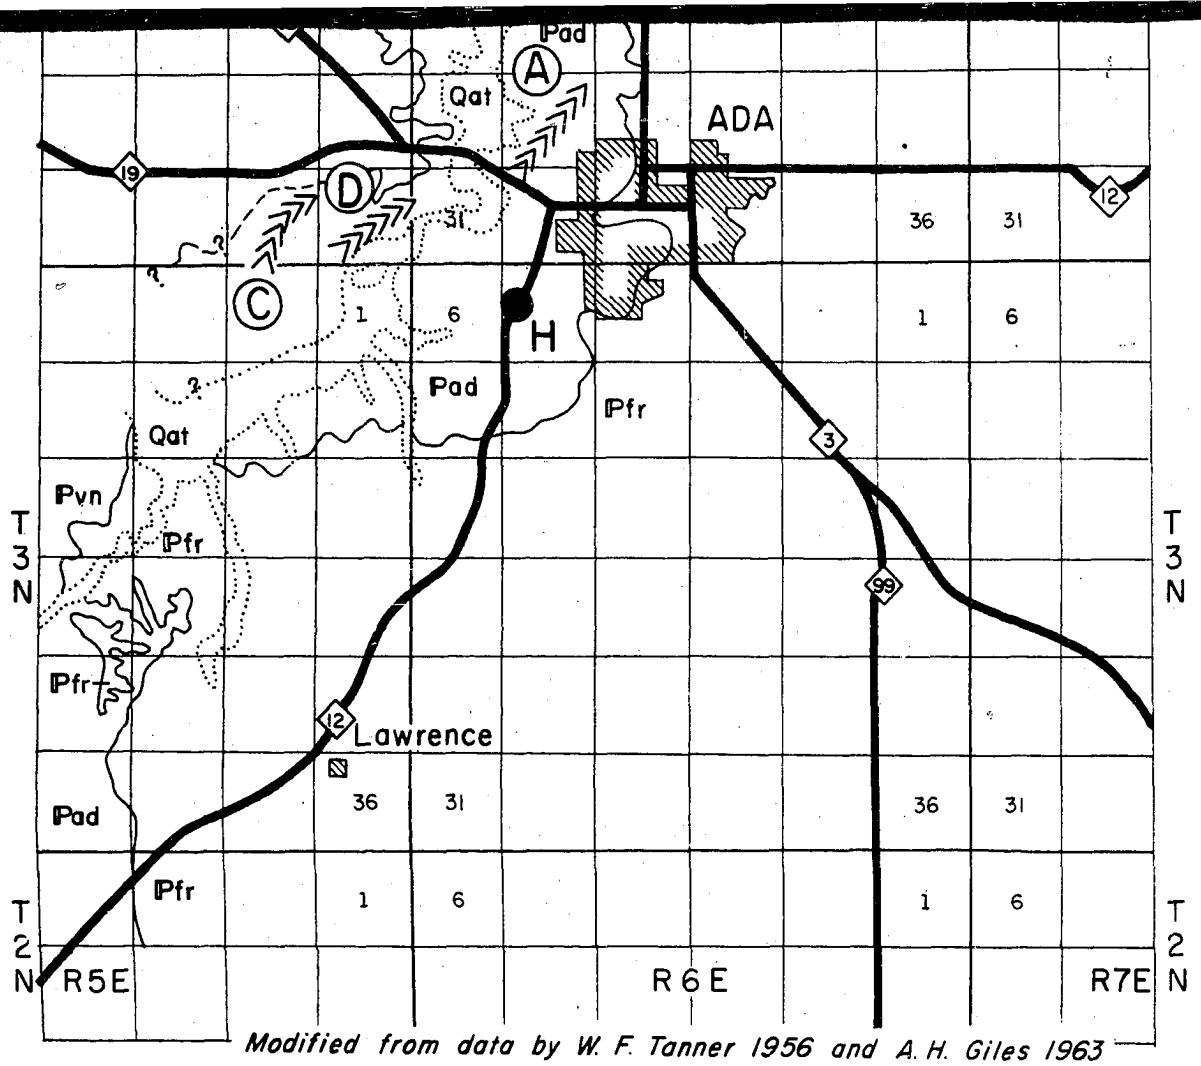 ℙad
A
Qat
ADA
19
D
12
31
36 31
C
1 6
H
1 6
?
?
ℙad
ℙfr
?
Qat
3
ℙvn
T
3
N
ℙfr
T
3
N
99
ℙfr
12
Lawrence
36 31
36 31
ℙad
ℙfr
1 6
1 6
T
2
N
R5E
R6E
R7E
T
2
N
Modified from data by W. F. Tanner 1956 and A. H. Giles 1963